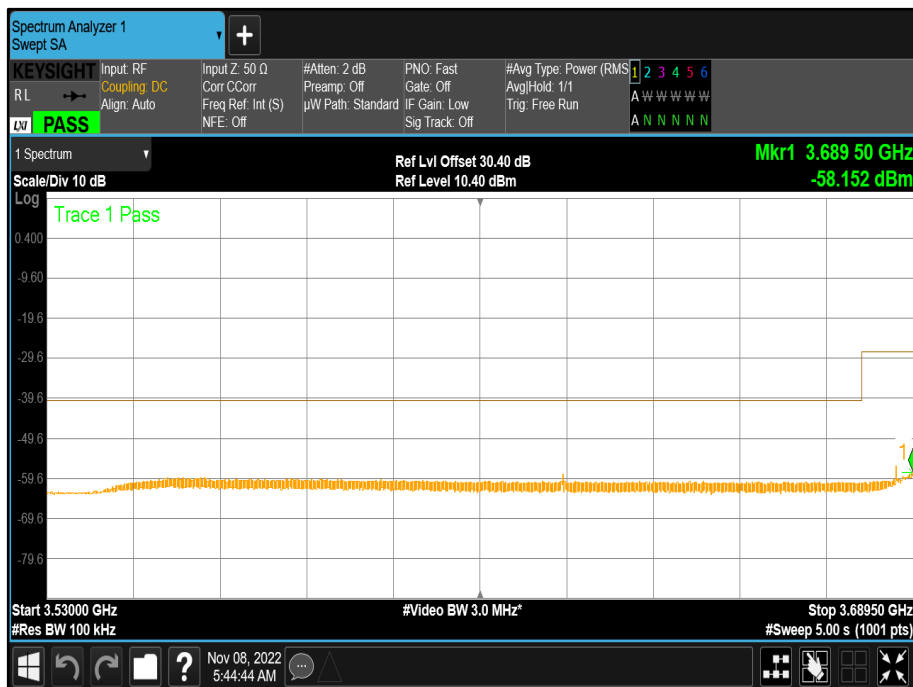 Spectrum Analyzer 1
Swept SA
+
KEYSIGHT
RL
LXI PASS
Input: RF
Coupling: DC
Align: Auto
Input Z: 50 Ω
Corr CCorr
Freq Ref: Int (S)
NFE: Off
#Atten: 2 dB
Preamp: Off
µW Path: Standard
PNO: Fast
Gate: Off
IF Gain: Low
Sig Track: Off
#Avg Type: Power (RMS
Avg|Hold: 1/1
Trig: Free Run
1 2 3 4 5 6
A W W W W W
A N N N N N
1 Spectrum
Scale/Div 10 dB
Ref Lvl Offset 30.40 dB
Ref Level 10.40 dBm
Mkr1 3.689 50 GHz
-58.152 dBm
Log
Trace 1 Pass
0.400
-9.60
-19.6
-29.6
-39.6
-49.6
-59.6
-69.6
-79.6
1
Start 3.53000 GHz
#Res BW 100 kHz
#Video BW 3.0 MHz*
Stop 3.68950 GHz
#Sweep 5.00 s (1001 pts)
?
Nov 08, 2022
5:44:44 AM